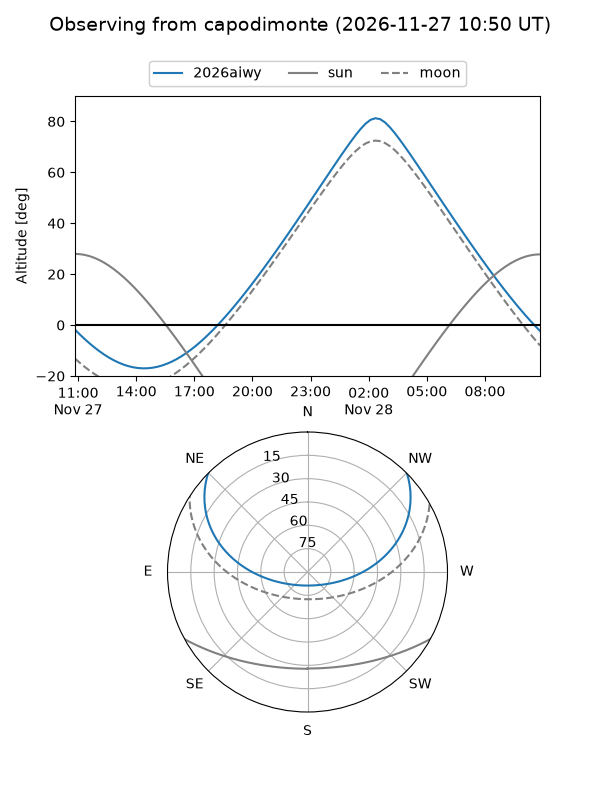 Observing from capodimonte (2026-11-27 10:50 UT)
2026aiwy sun moon
80
60
40
20
0
−20
Altitude [deg]
11:00 14:00 17:00 20:00 23:00 02:00 05:00 08:00
Nov 27 Nov 28
N
NE NW
15
30
45
60
75
E W
SE SW
S